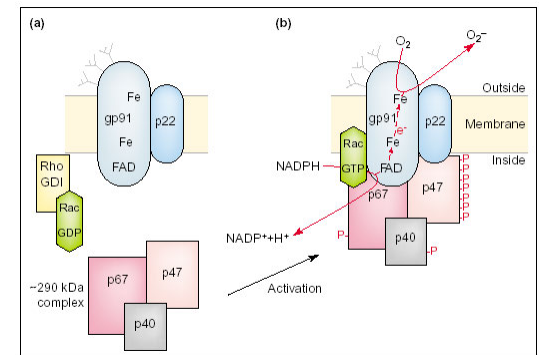 (a)
Fe
gp91
p22
Fe
FAD
Rho
GDI
Rac
GDP
~290 kDa
complex
p67
p47
p40
Activation
(b)
O₂
O₂⁻
Outside
Fe
gp91
p22
Membrane
e⁻
Fe
Rac
Inside
NADPH
GTP
FAD
p67
p47
P
P
P
P
P
P
P
P
NADP⁺+H⁺
p40
P